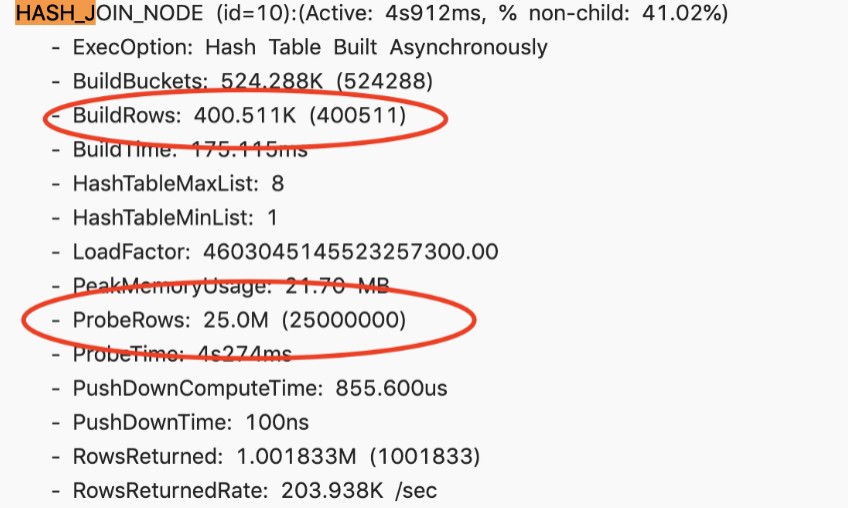 HASH_JOIN_NODE (id=10):(Active: 4s912ms, % non-child: 41.02%)
- ExecOption: Hash Table Built Asynchronously
- BuildBuckets: 524.288K (524288)
- BuildRows: 400.511K (400511)
- BuildTime: 175.115ms
- HashTableMaxList: 8
- HashTableMinList: 1
- LoadFactor: 4603045145523257300.00
- PeakMemoryUsage: 21.70 MB
- ProbeRows: 25.0M (25000000)
- ProbeTime: 4s274ms
- PushDownComputeTime: 855.600us
- PushDownTime: 100ns
- RowsReturned: 1.001833M (1001833)
- RowsReturnedRate: 203.938K /sec